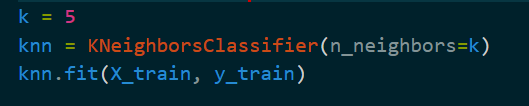 k = 5
knn = KNeighborsClassifier(n_neighbors=k)
knn.fit(X_train, y_train)